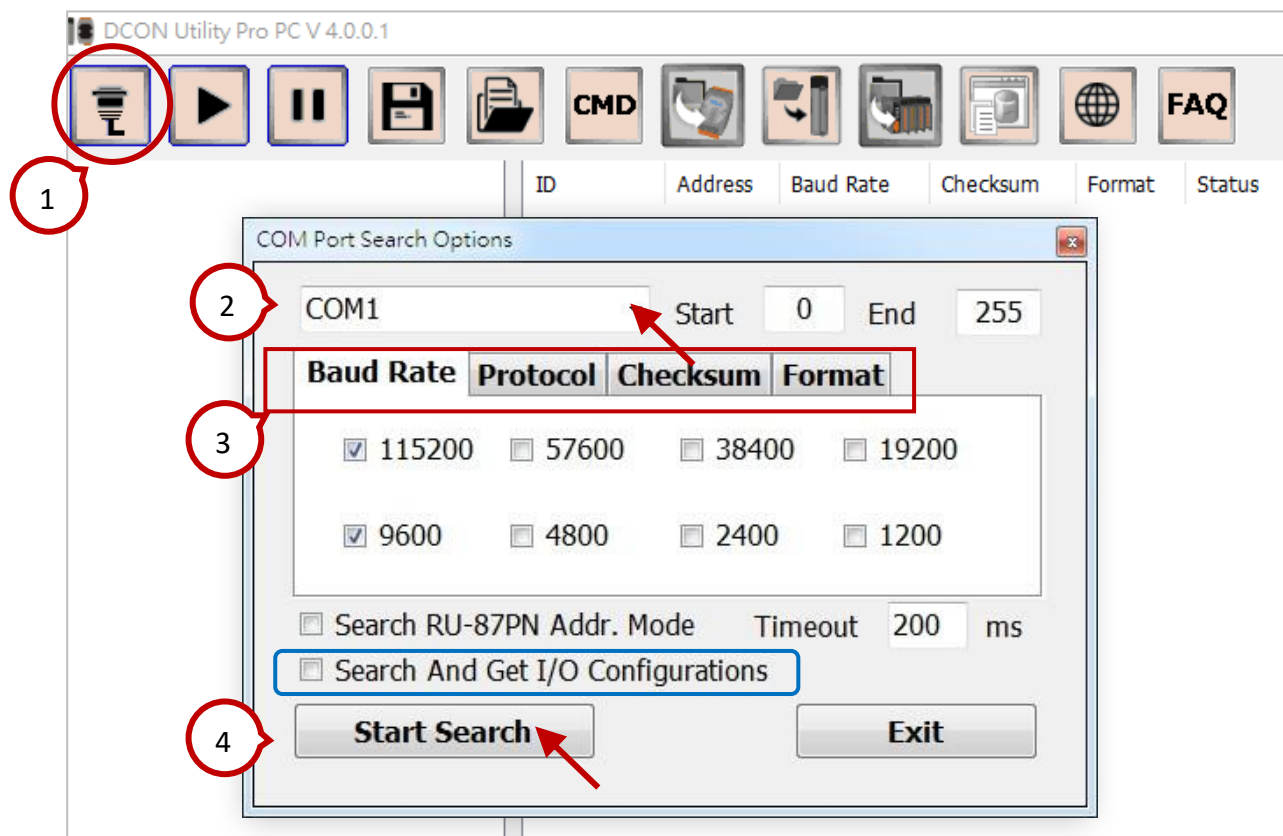 DCON Utility Pro PC V 4.0.0.1
CMD FAQ
1
ID Address Baud Rate Checksum Format Status
COM Port Search Options
2 COM1 Start 0 End 255
Baud Rate Protocol Checksum Format
3
115200 57600 38400 19200
9600 4800 2400 1200
Search RU-87PN Addr. Mode Timeout 200 ms
Search And Get I/O Configurations
4 Start Search Exit